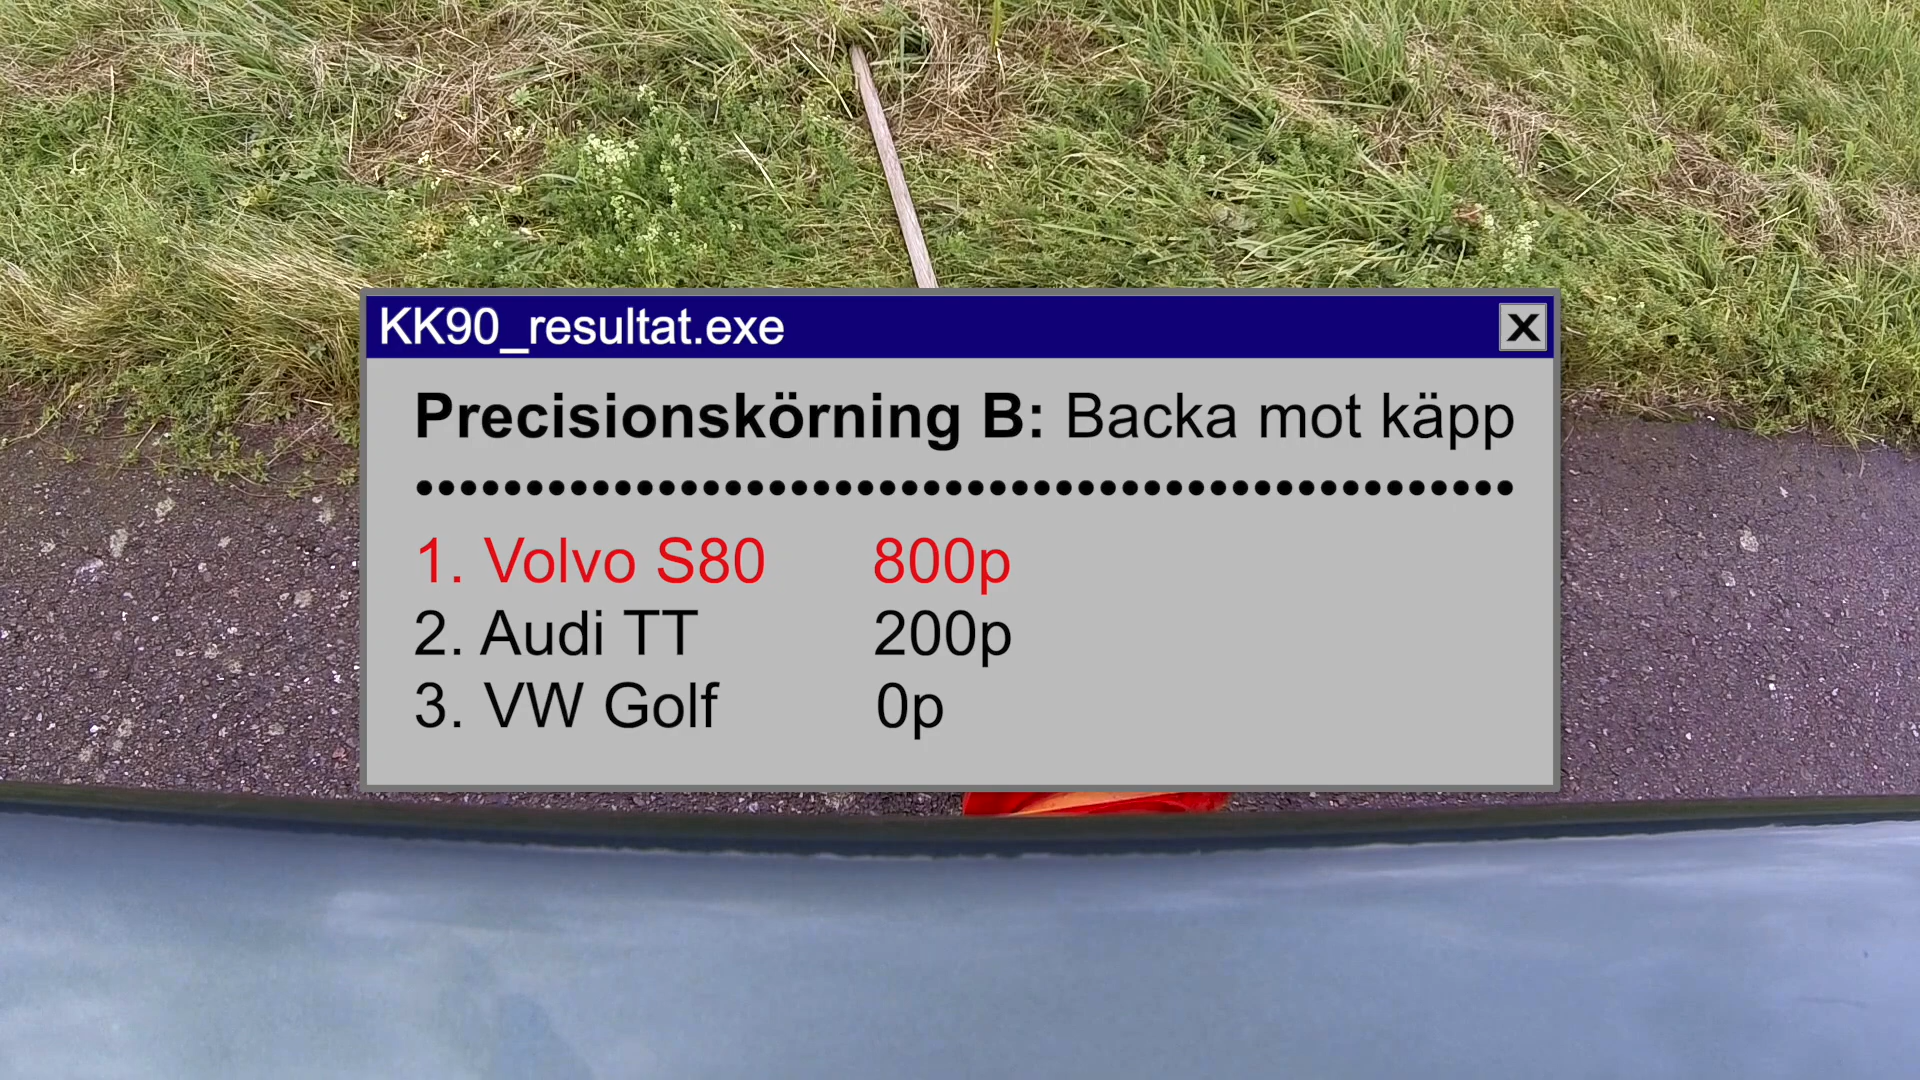 KK90_resultat.exe
Precisionskörning B: Backa mot käpp
1. Volvo S80 800p
2. Audi TT 200p
3. VW Golf 0p